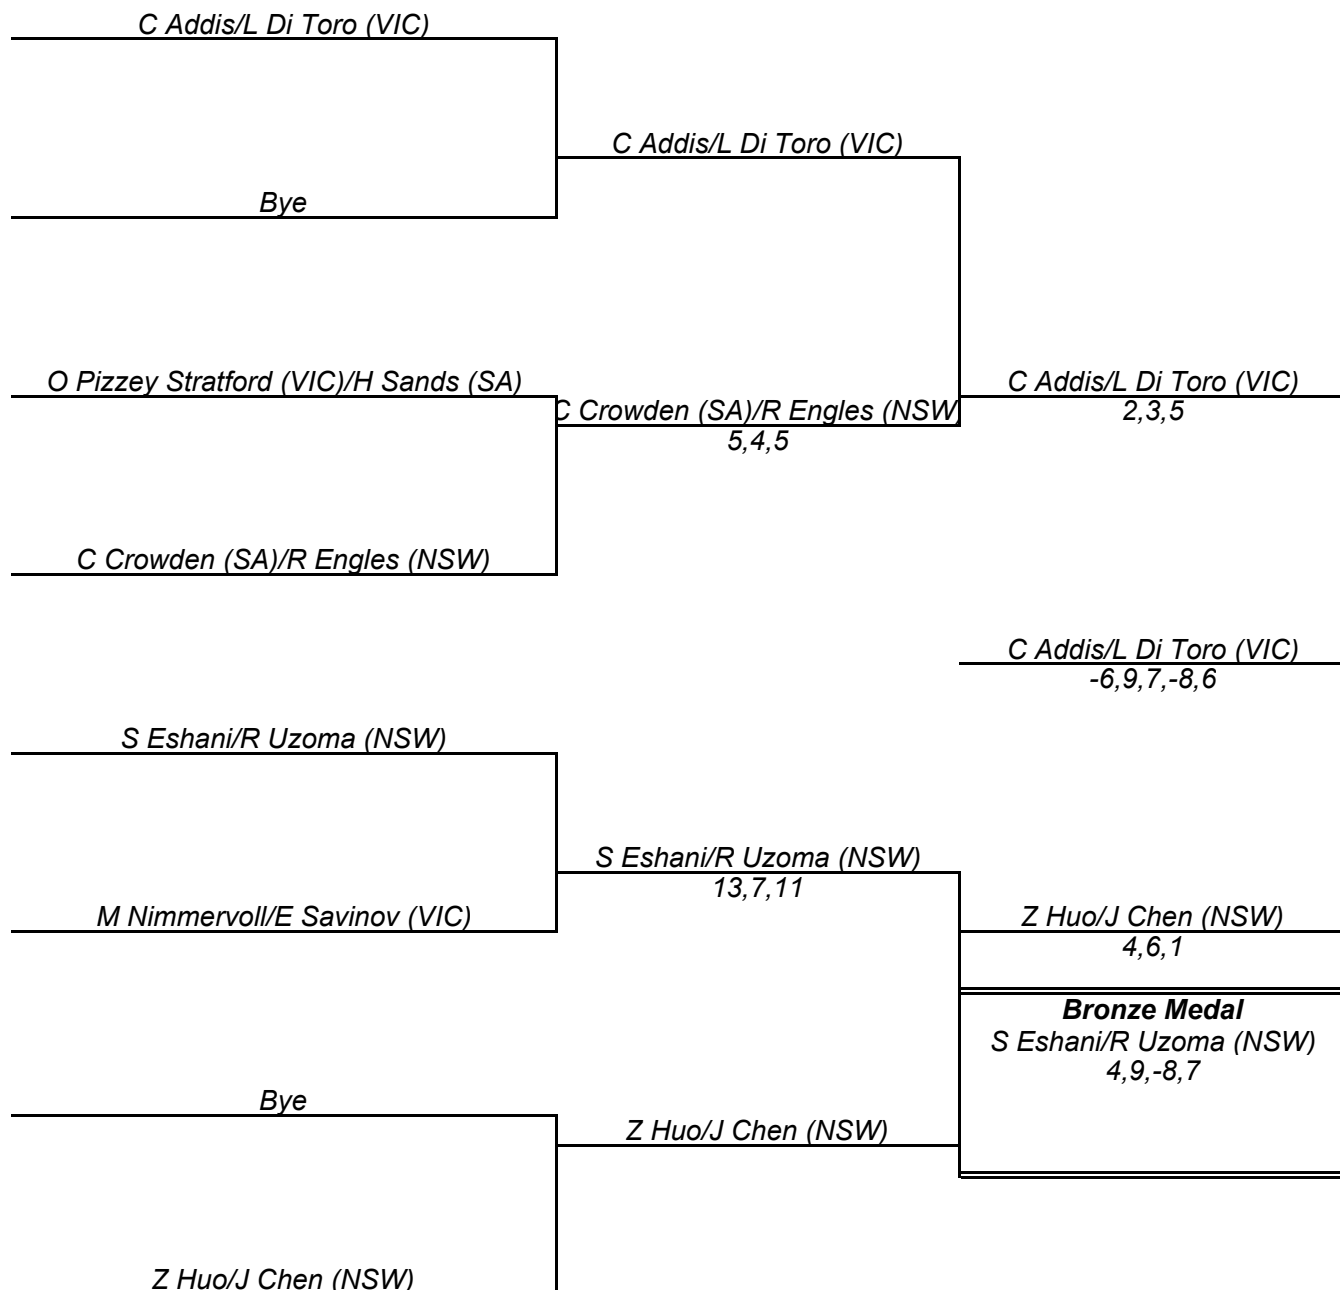 C Addis/L Di Toro (VIC)
C Addis/L Di Toro (VIC)
Bye
O Pizzey Stratford (VIC)/H Sands (SA)
C Addis/L Di Toro (VIC)
2,3,5
C Crowden (SA)/R Engles (NSW)
5,4,5
C Crowden (SA)/R Engles (NSW)
C Addis/L Di Toro (VIC)
-6,9,7,-8,6
S Eshani/R Uzoma (NSW)
S Eshani/R Uzoma (NSW)
13,7,11
M Nimmervoll/E Savinov (VIC)
Z Huo/J Chen (NSW)
4,6,1
Bronze Medal
S Eshani/R Uzoma (NSW)
4,9,-8,7
Bye
Z Huo/J Chen (NSW)
Z Huo/J Chen (NSW)